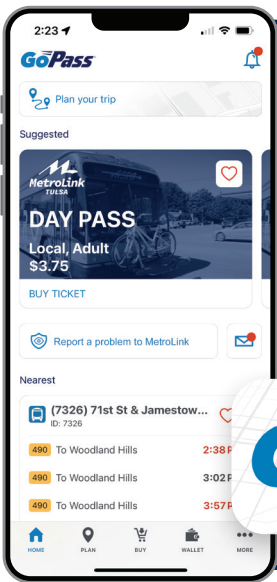 2:23
GoPass
Plan your trip
Suggested
MetroLink
TULSA
DAY PASS
Local, Adult
$3.75
BUY TICKET
Report a problem to MetroLink
Nearest
(7326) 71st St & Jamestow...
ID: 7326
490 To Woodland Hills 2:38 P
490 To Woodland Hills 3:02 P
490 To Woodland Hills 3:57 P
HOME PLAN BUY WALLET MORE